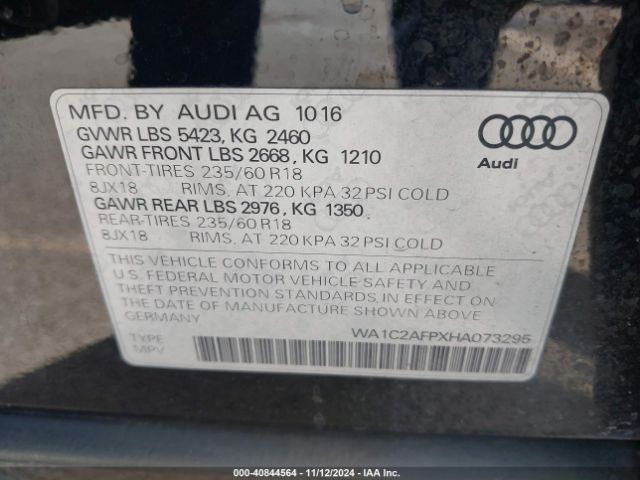 MFD. BY AUDI AG 1016
GVWR LBS 5423, KG 2460
GAWR FRONT LBS 2668, KG 1210
FRONT-TIRES 235/60 R18
8JX18 RIMS, AT 220 KPA 32 PSI COLD
GAWR REAR LBS 2976, KG 1350
REAR-TIRES 235/60 R18
8JX18 RIMS, AT 220 KPA 32 PSI COLD
Audi
THIS VEHICLE CONFORMS TO ALL APPLICABLE
U.S. FEDERAL MOTOR VEHICLE SAFETY AND
THEFT PREVENTION STANDARDS, IN EFFECT ON
THE DATE OF MANUFACTURE SHOWN ABOVE
GERMANY WA1C2AFPXHA073295
TYPE
MPV
000-40844564 - 11/12/2024 - IAA Inc.